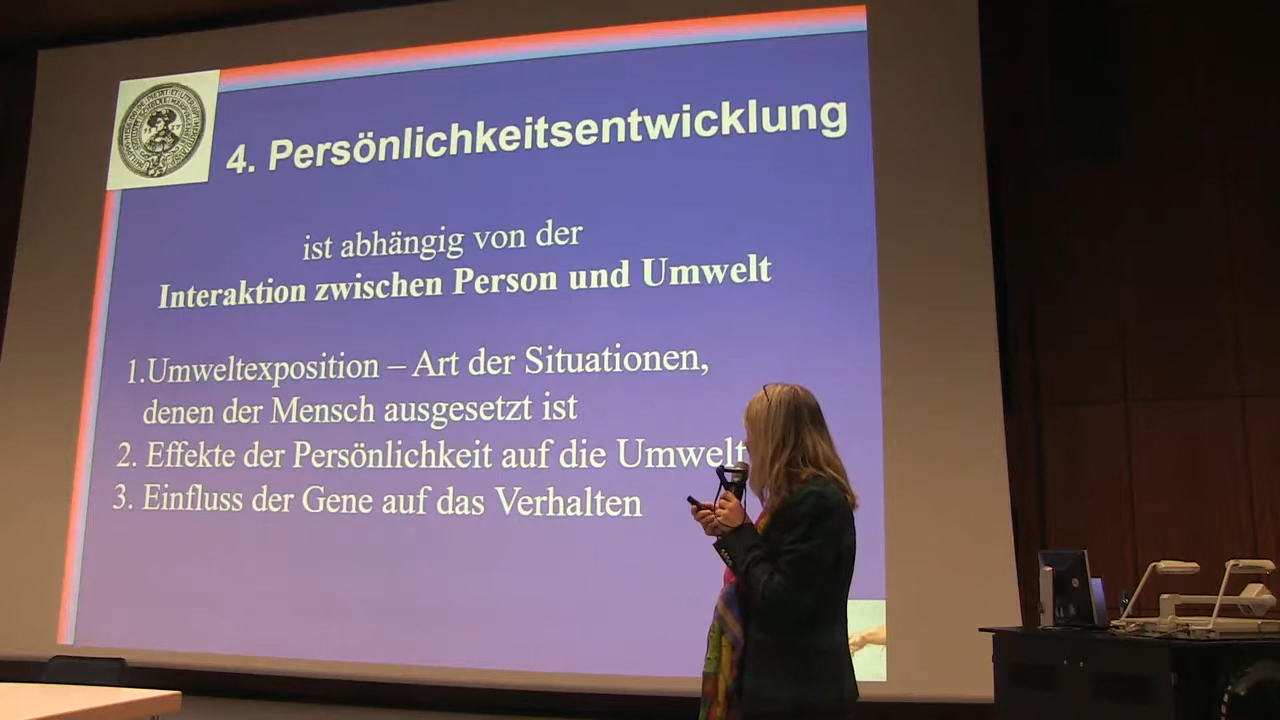 4. Persönlichkeitsentwicklung
ist abhängig von der
Interaktion zwischen Person und Umwelt
1.Umweltexposition – Art der Situationen,
denen der Mensch ausgesetzt ist
2. Effekte der Persönlichkeit auf die Umwelt
3. Einfluss der Gene auf das Verhalten